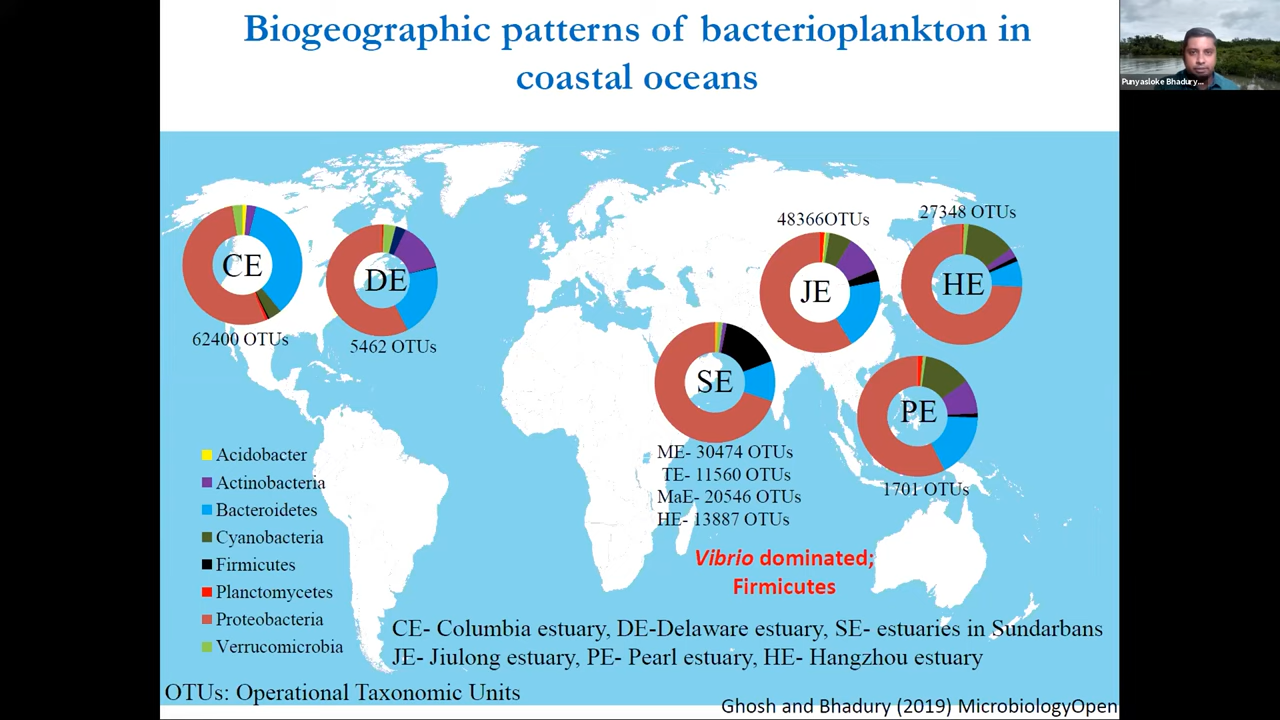 Biogeographic patterns of bacterioplankton in
coastal oceans
Punyasloke Bhadury...
CE
62400 OTUs
DE
5462 OTUs
48366OTUs
JE
27348 OTUs
HE
SE
ME- 30474 OTUs
TE- 11560 OTUs
MaE- 20546 OTUs
HE- 13887 OTUs
PE
1701 OTUs
Vibrio dominated;
Firmicutes
Acidobacter
Actinobacteria
Bacteroidetes
Cyanobacteria
Firmicutes
Planctomycetes
Proteobacteria
Verrucomicrobia
CE- Columbia estuary, DE-Delaware estuary, SE- estuaries in Sundarbans
JE- Jiulong estuary, PE- Pearl estuary, HE- Hangzhou estuary
OTUs: Operational Taxonomic Units
Ghosh and Bhadury (2019) MicrobiologyOpen